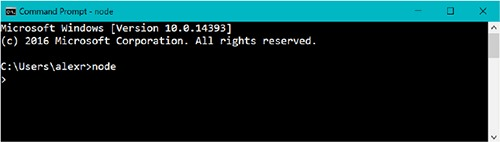 Command Prompt - node
Microsoft Windows [Version 10.0.14393]
(c) 2016 Microsoft Corporation. All rights reserved.
C:\Users\alexr>node
>